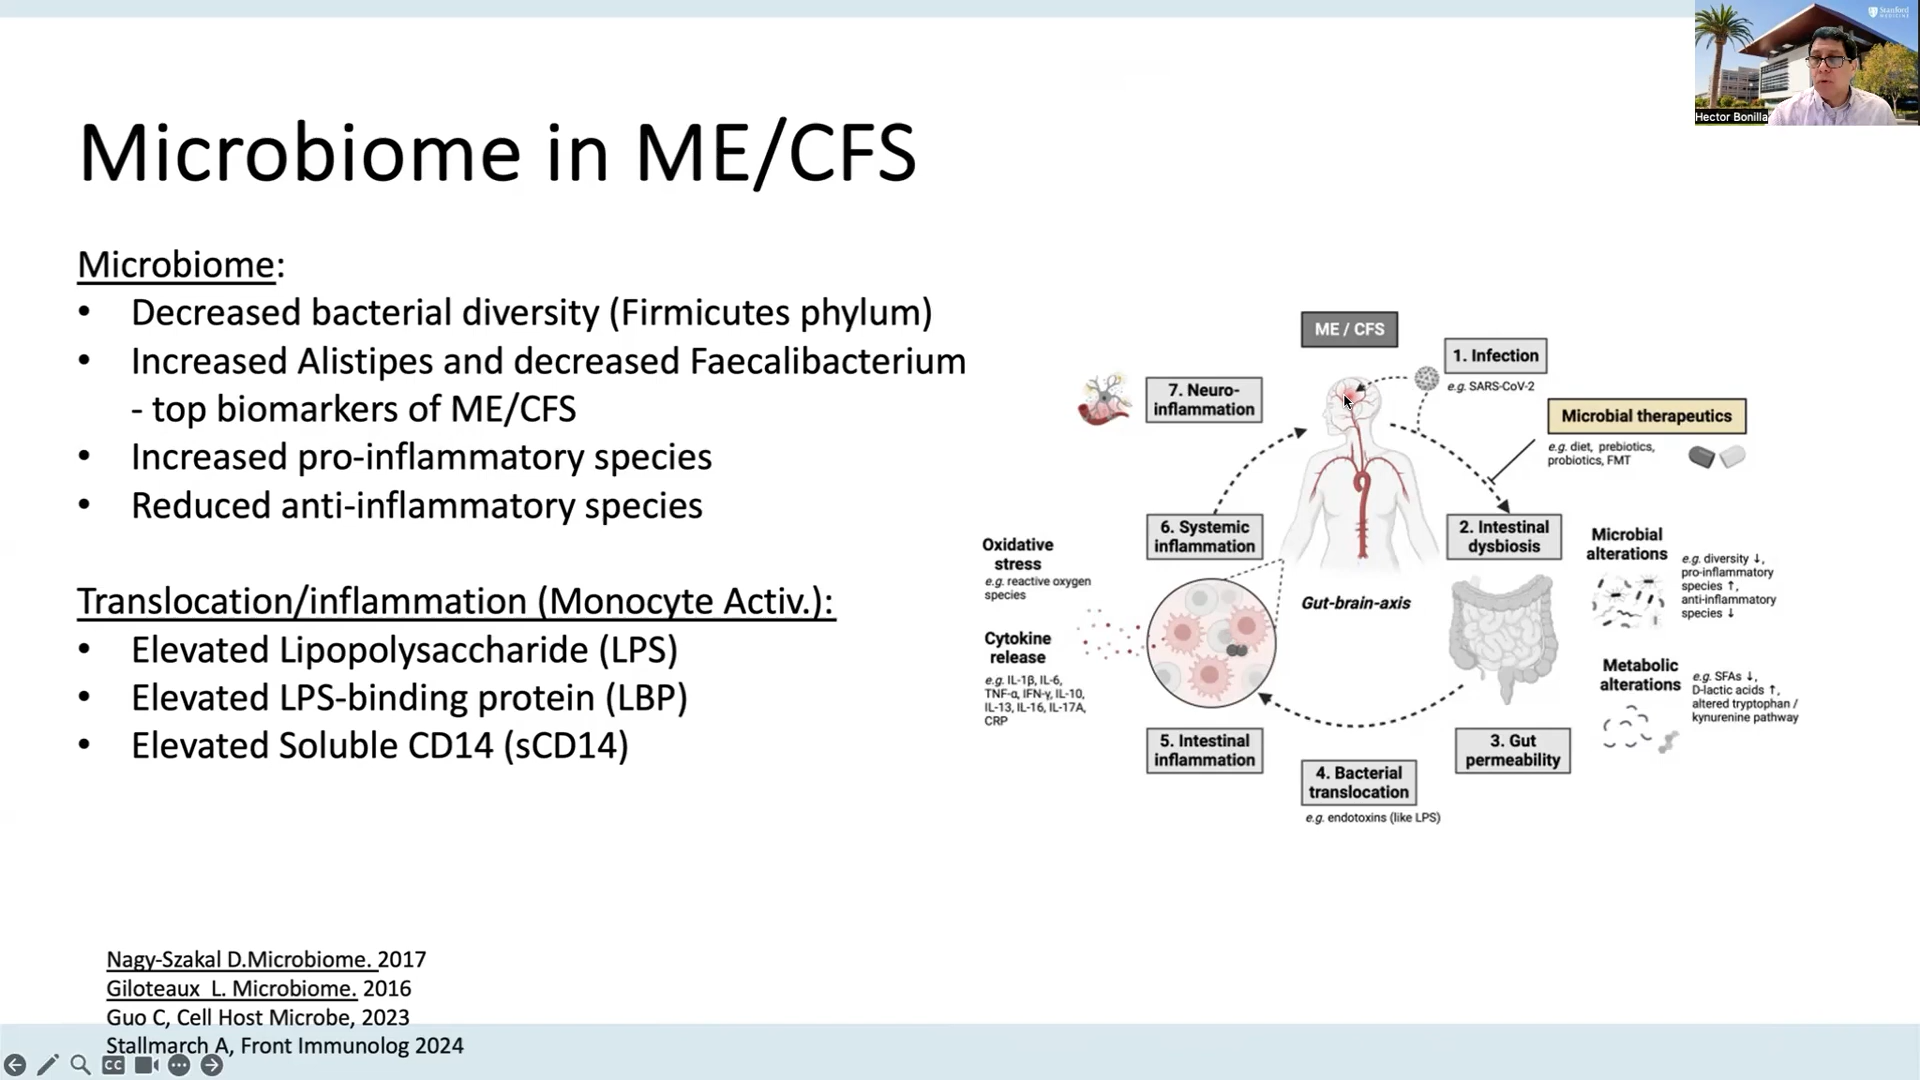 Microbiome in ME/CFS
Microbiome:
• Decreased bacterial diversity (Firmicutes phylum)
• Increased Alistipes and decreased Faecalibacterium
- top biomarkers of ME/CFS
• Increased pro-inflammatory species
• Reduced anti-inflammatory species
Translocation/inflammation (Monocyte Activ.):
• Elevated Lipopolysaccharide (LPS)
• Elevated LPS-binding protein (LBP)
• Elevated Soluble CD14 (sCD14)
Nagy-Szakal D.Microbiome. 2017
Giloteaux L. Microbiome. 2016
Guo C, Cell Host Microbe, 2023
Stallmarch A, Front Immunolog 2024
ME / CFS
1. Infection
e.g. SARS-CoV-2
Microbial therapeutics
e.g. diet, prebiotics,
probiotics, FMT
2. Intestinal
dysbiosis
Microbial
alterations
e.g. diversity ↓,
pro-inflammatory
species ↑,
anti-inflammatory
species ↓
Metabolic
alterations
e.g. SFAs ↓,
D-lactic acids ↑,
altered tryptophan /
kynurenine pathway
3. Gut
permeability
4. Bacterial
translocation
e.g. endotoxins (like LPS)
5. Intestinal
inflammation
6. Systemic
inflammation
Oxidative
stress
e.g. reactive oxygen
species
Cytokine
release
e.g. IL-1β, IL-6,
TNF-α, IFN-γ, IL-10,
IL-13, IL-16, IL-17A,
CRP
7. Neuro-
inflammation
Gut-brain-axis
Stanford
MEDICINE
Hector Bonilla
CC